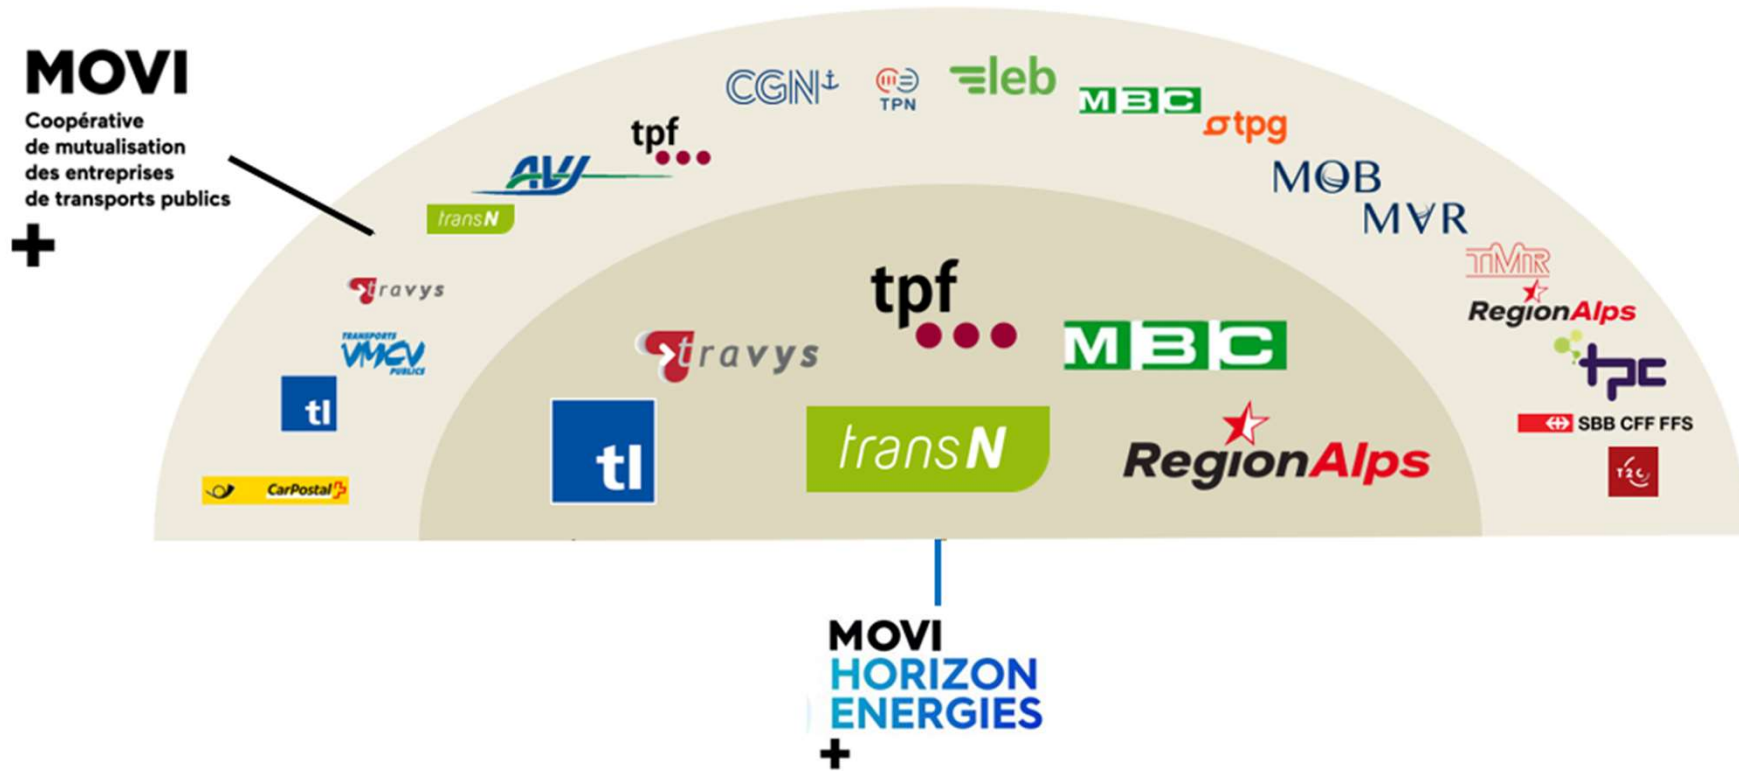 MOVI
Coopérative
de mutualisation
des entreprises
de transports publics
+
CGN
TPN
leb
MBC
tpg
tpf
AVJ
MOB
MVR
transN
TMR
RegionAlps
travys
TRANSPORTS
VMCV
PUBLICS
tpc
tl
SBB CFF FFS
CarPostal
T2C
tpf
travys
MBC
tl
transN
RegionAlps
MOVI
HORIZON
ENERGIES
+